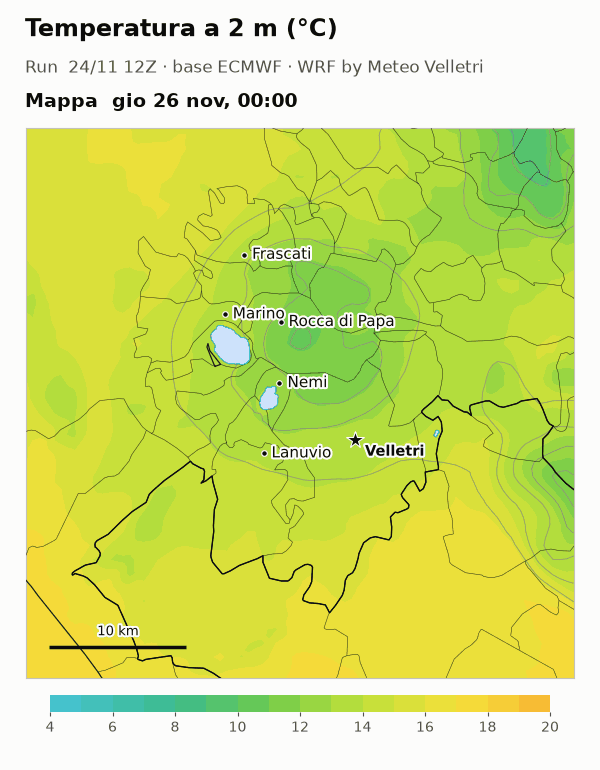 Temperatura a 2 m (°C)
Run  24/11 12Z · base ECMWF · WRF by Meteo Velletri
Mappa  gio 26 nov, 00:00
Frascati
Marino
Rocca di Papa
Nemi
Lanuvio
Velletri
10 km
4 6 8 10 12 14 16 18 20